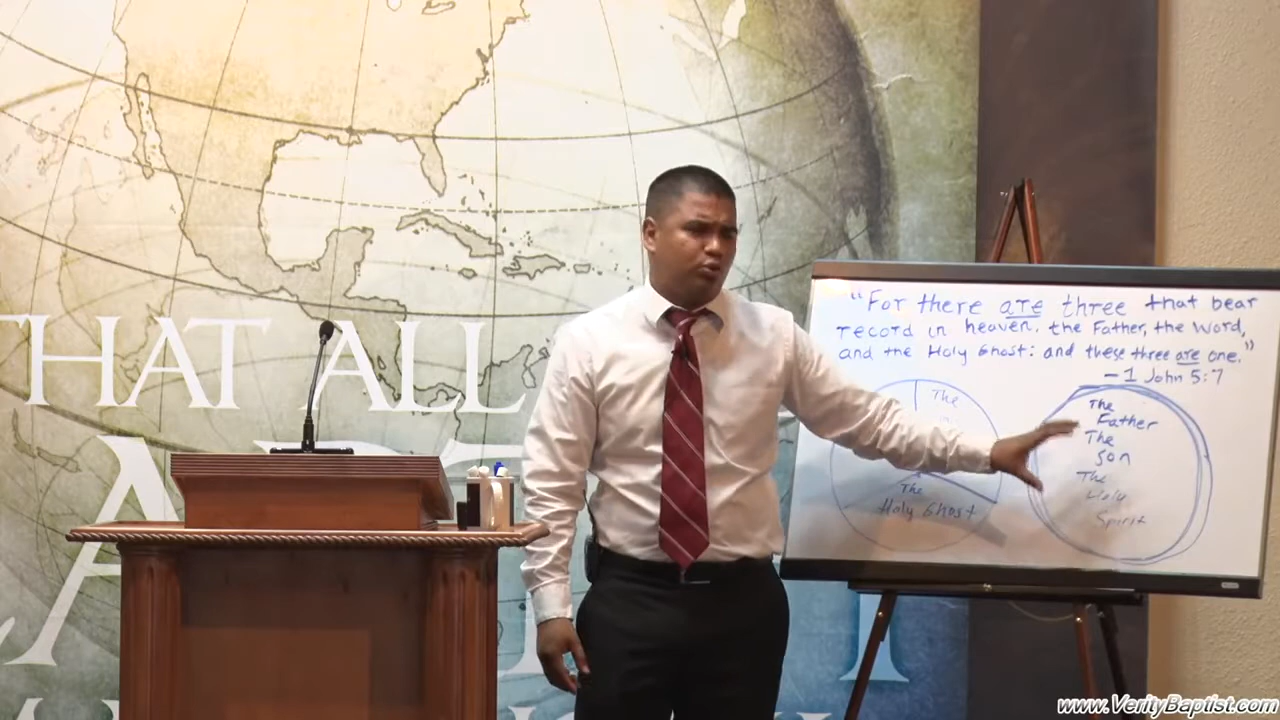 THAT ALL
"For there are three that bear
record in heaven, the Father, the Word,
and the Holy Ghost: and these three are one."
– 1 John 5:7
The
The
Holy Ghost
The
Father
The
Son
The
Holy
Spirit
www.VerityBaptist.com